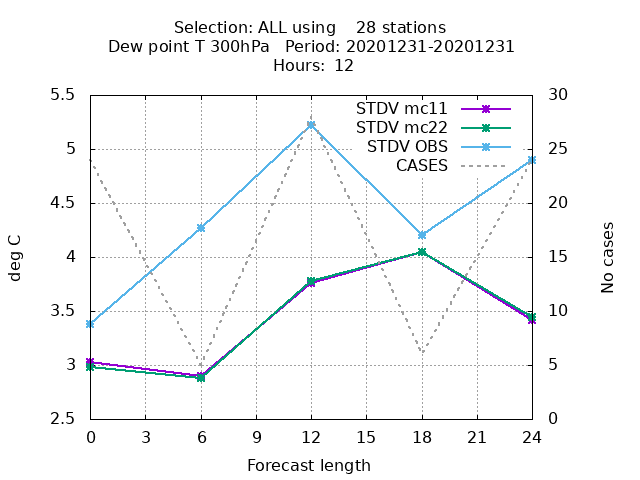 Selection: ALL using    28 stations
Dew point T 300hPa   Period: 20201231-20201231
Hours:  12
STDV mc11
STDV mc22
STDV OBS
CASES
5.5
5
4.5
4
3.5
3
2.5
30
25
20
15
10
5
0
deg C
No cases
0 3 6 9 12 15 18 21 24
Forecast length